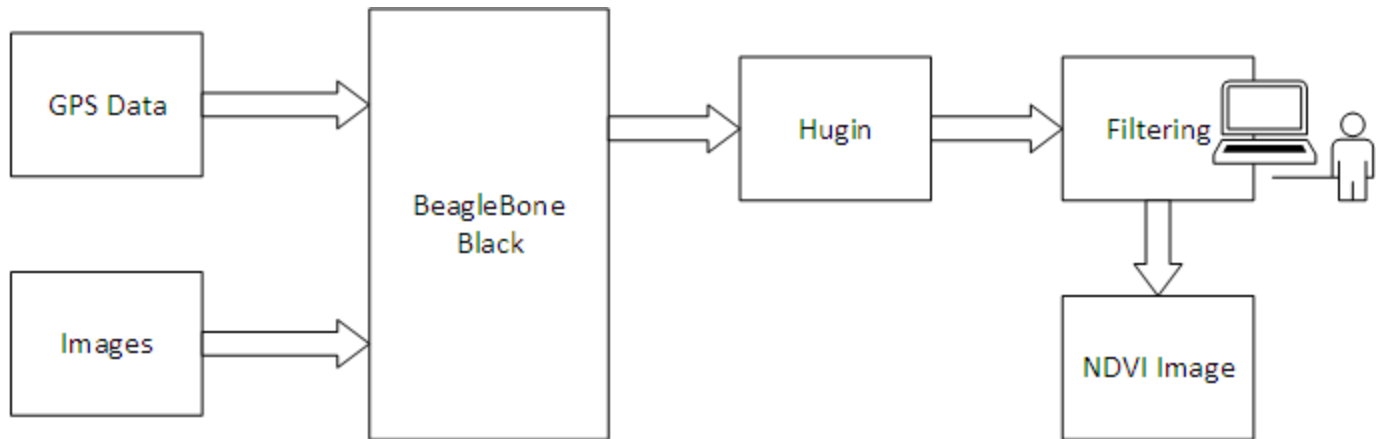 GPS Data
Images
BeagleBone
Black
Hugin
Filtering
NDVI Image